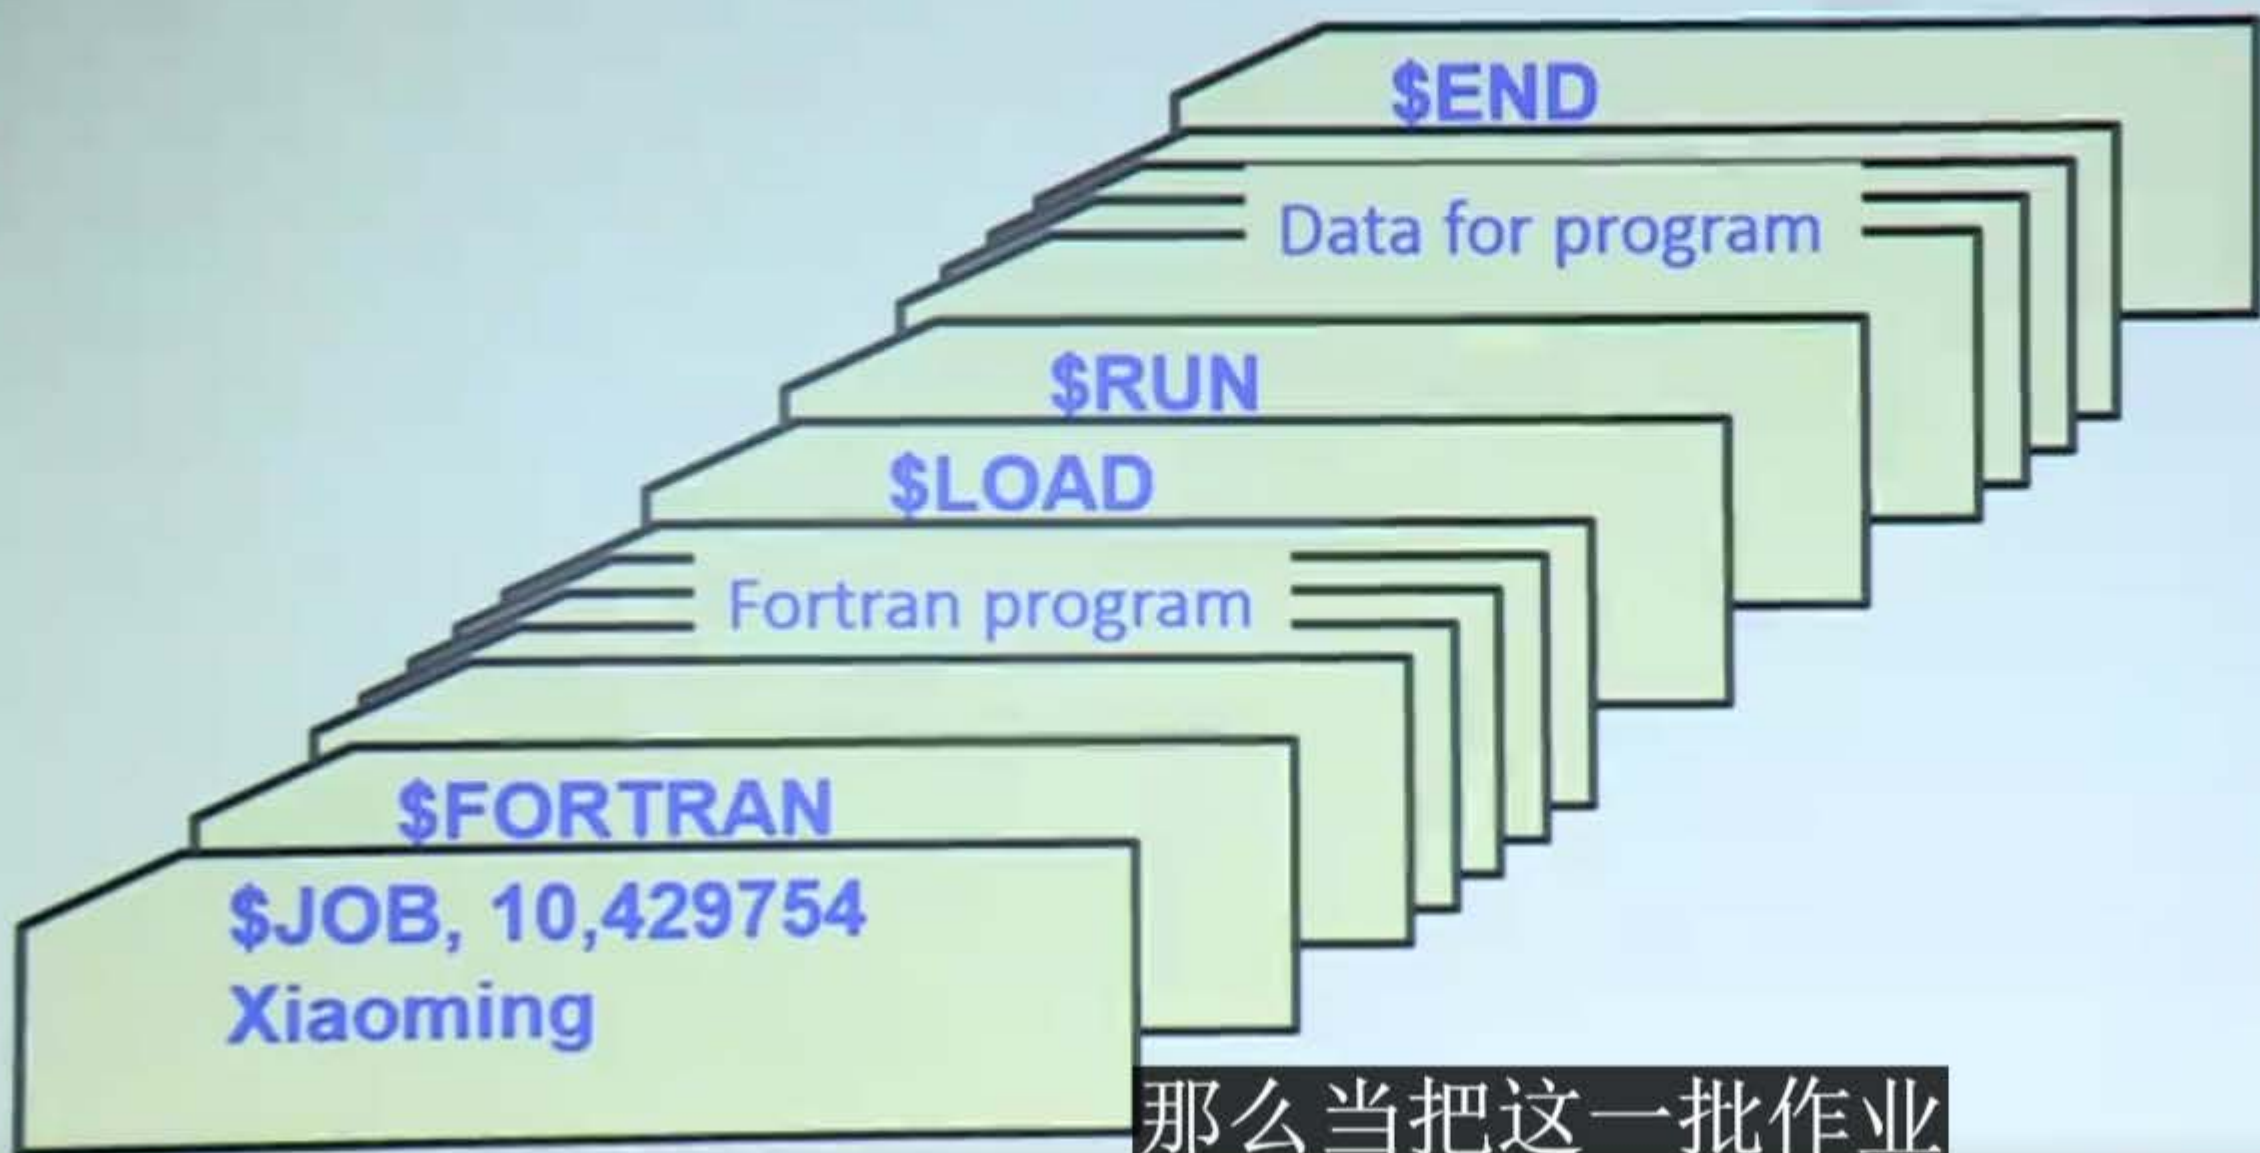 $END
Data for program
$RUN
$LOAD
Fortran program
$FORTRAN
$JOB, 10,429754
Xiaoming
那么当把这一批作业